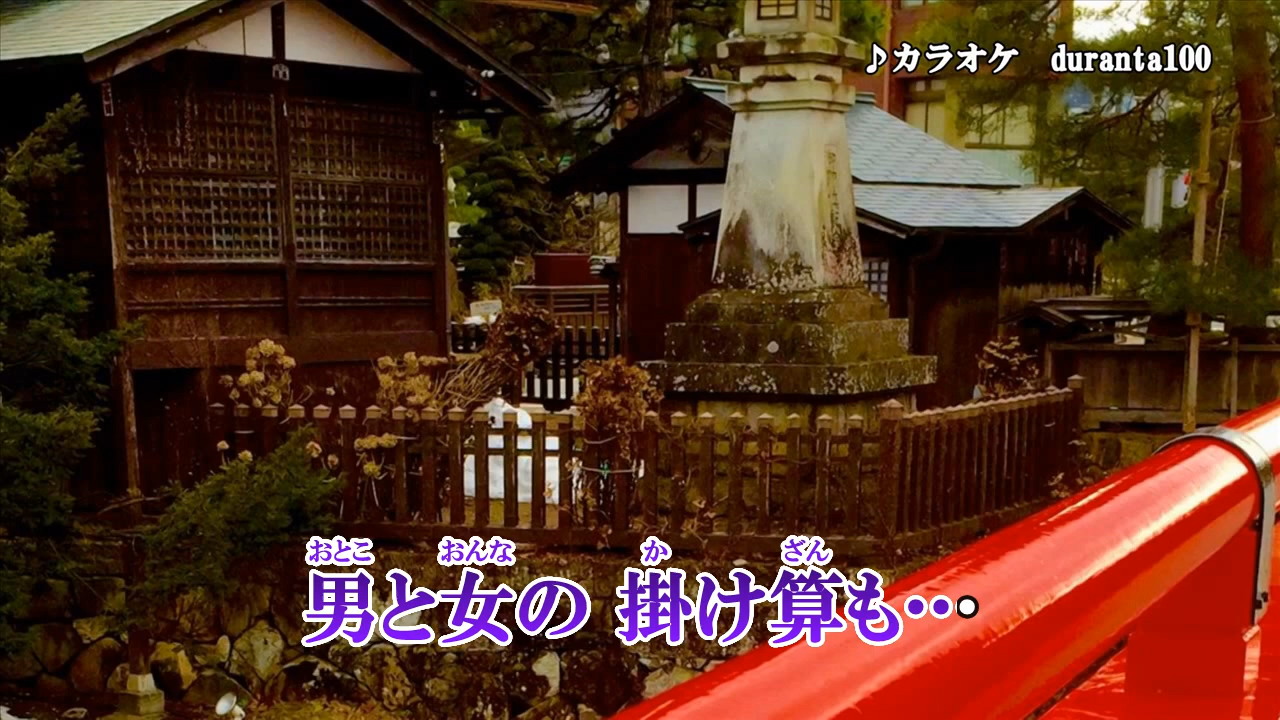 ♪カラオケ　duranta100
おとこ おんな か ざん
男と女の 掛け算も･･･